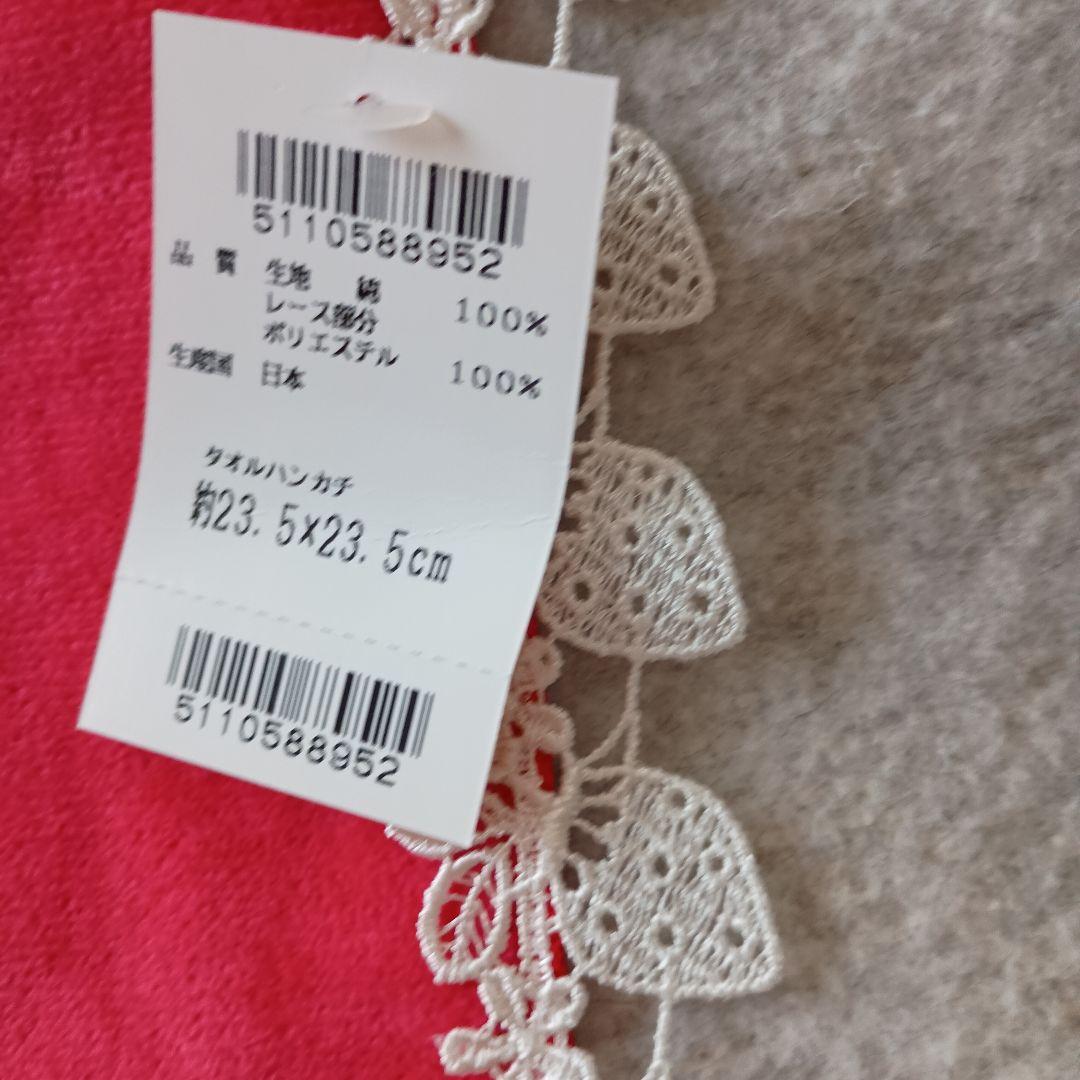 5110588952
品 質 生地 綿 100%
レース部分
ポリエステル 100%
生産国 日本
タオルハンカチ
約23.5×23.5cm
5110588952